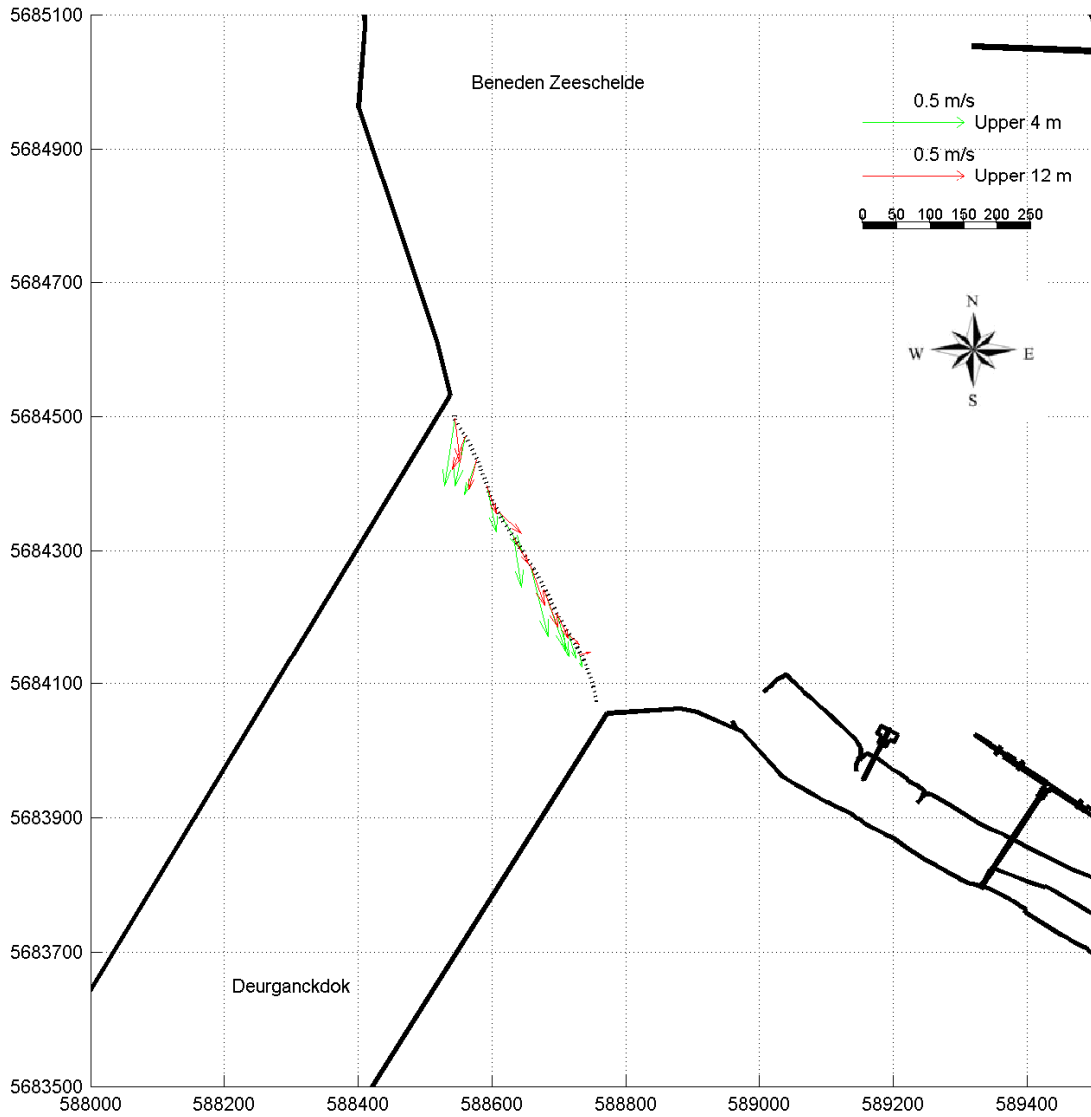 5685100
Beneden Zeeschelde
0.5 m/s
Upper 4 m
5684900
0.5 m/s
Upper 12 m
0 50 100 150 200 250
5684700
N
W E
S
5684500
5684300
5684100
5683900
5683700
Deurganckdok
5683500
588000 588200 588400 588600 588800 589000 589200 589400